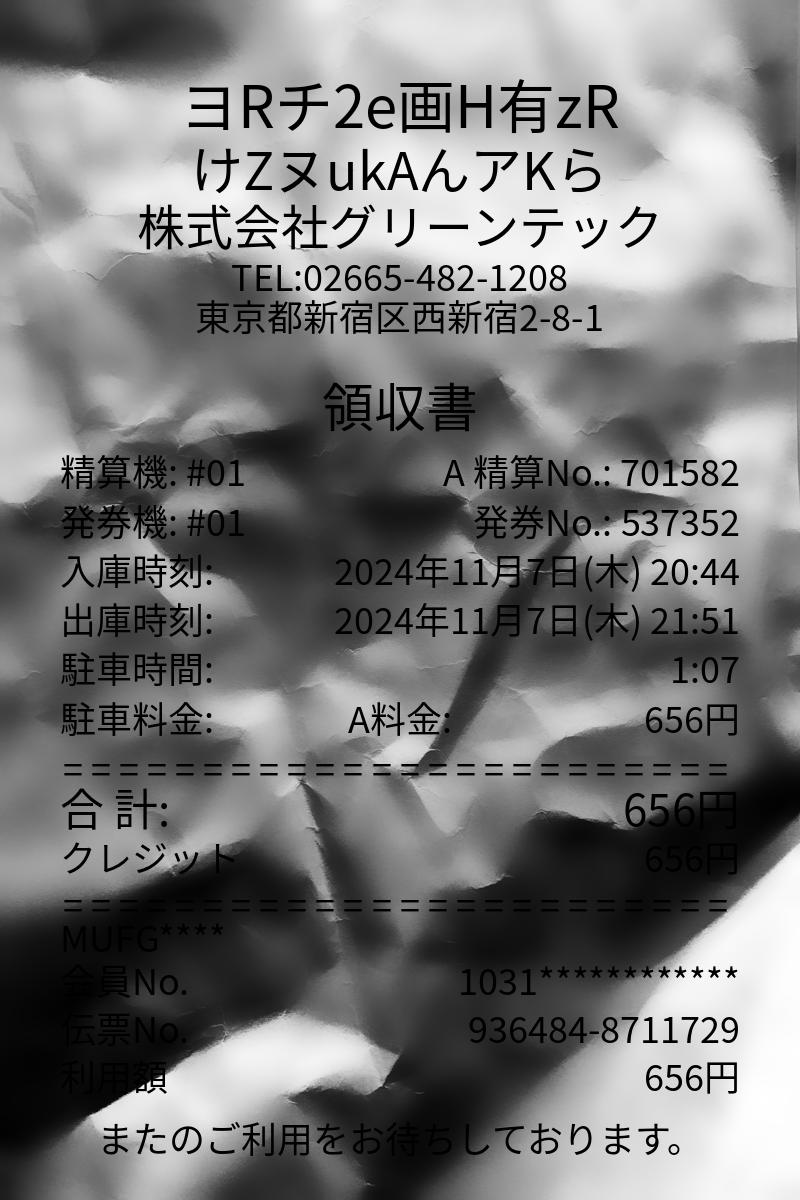 ヨRチ2e画H有zR
けZヌukAんアKら
株式会社グリーンテック
TEL:02665-482-1208
東京都新宿区西新宿2-8-1
領収書
精算機: #01 A 精算No.: 701582
発券機: #01 発券No.: 537352
入庫時刻: 2024年11月7日(木) 20:44
出庫時刻: 2024年11月7日(木) 21:51
駐車時間: 1:07
駐車料金: A料金: 656円
========================
合 計: 656円
クレジット 656円
========================
MUFG****
会員No. 1031************
伝票No. 936484-8711729
利用額 656円
またのご利用をお待ちしております。